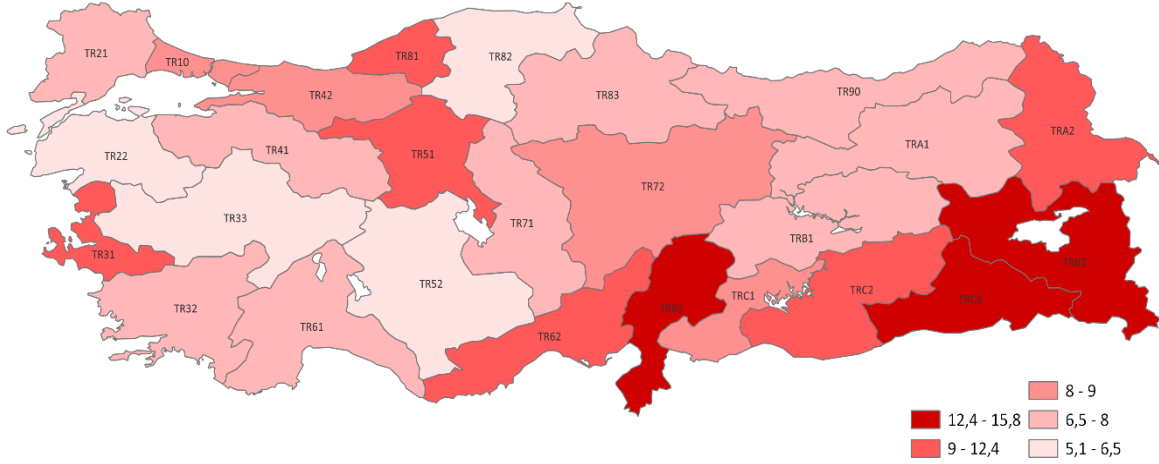 TR21
TR10
TR81
TR82
TR42
TR83
TR90
TRA2
TR22
TR41
TR51
TRA1
TR72
TR33
TR71
TRB1
TR31
TR52
TRB2
TR32
TR61
TR62
TR63
TRC1
TRC2
TRC3
8 - 9
12,4 - 15,8
6,5 - 8
9 - 12,4
5,1 - 6,5